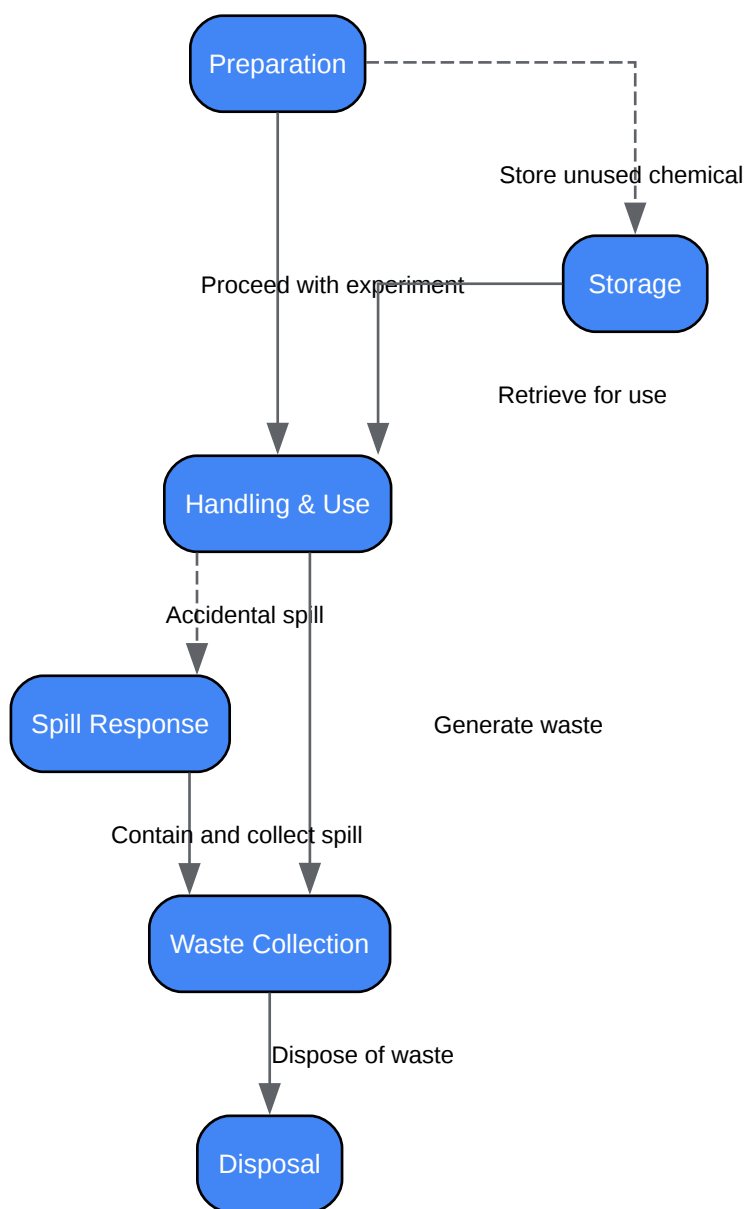 Preparation
Store unused chemical
Proceed with experiment
Storage
Retrieve for use
Handling & Use
Accidental spill
Spill Response
Generate waste
Contain and collect spill
Waste Collection
Dispose of waste
Disposal